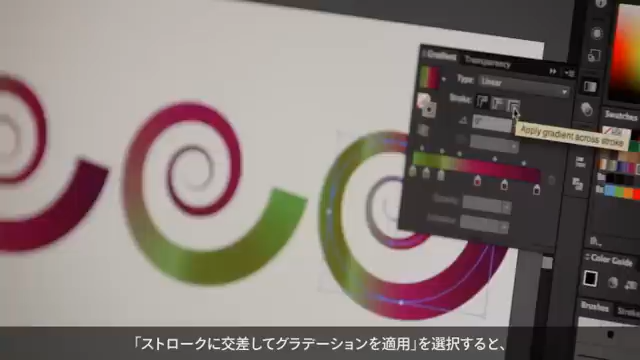 Gradient
Transparency
Type:
Linear
Stroke:
Apply gradient across stroke
Swatches
Color Guide
Brushes
Stroke
「ストロークに交差してグラデーションを適用」を選択すると、